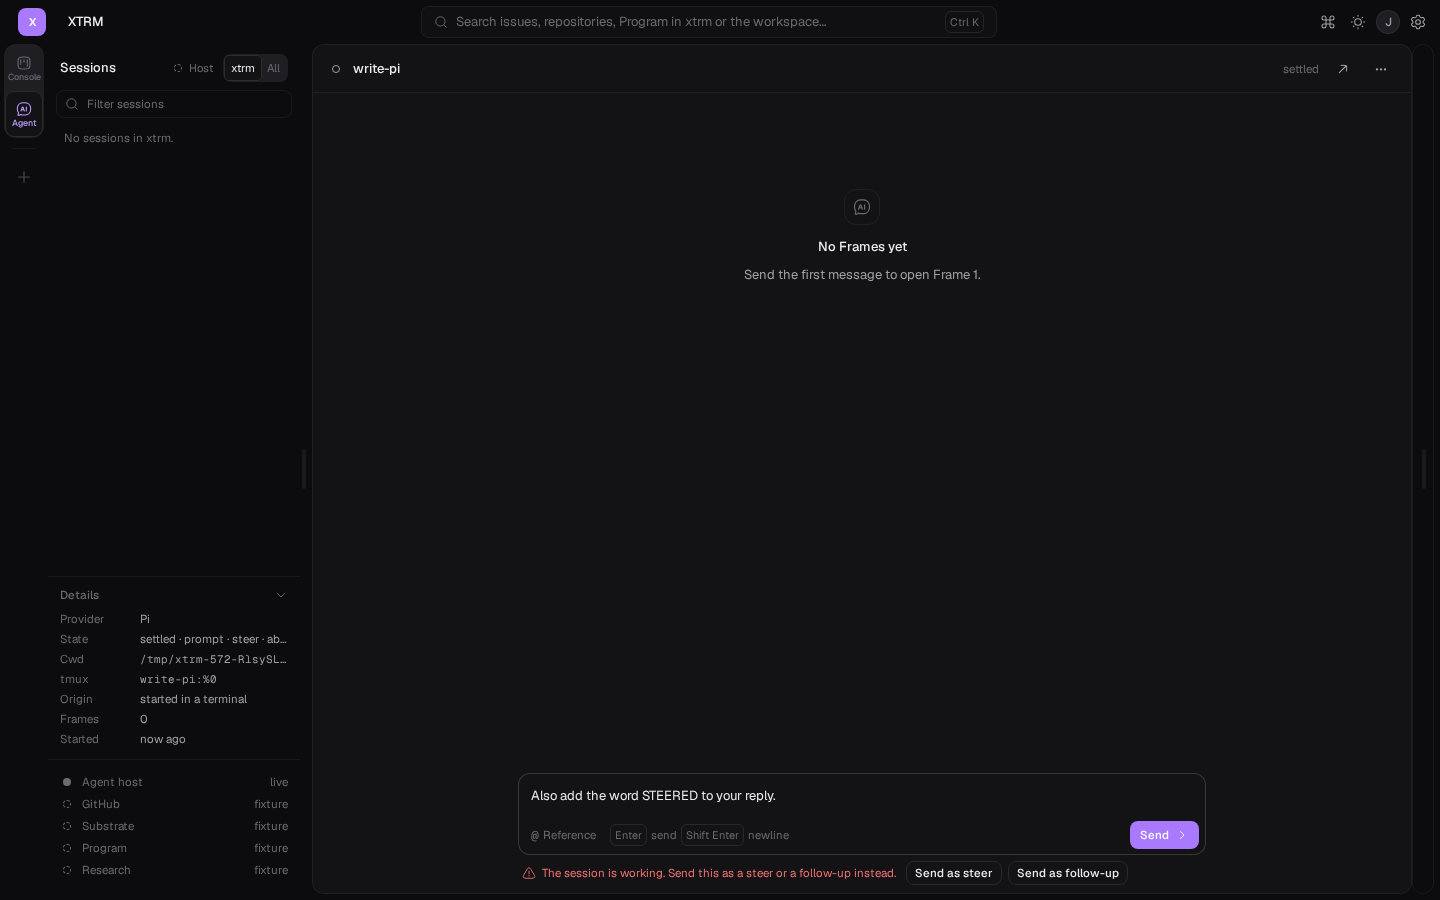 X XTRM
Search issues, repositories, Program in xtrm or the workspace... Ctrl K
J
Console
AI
Agent
Sessions Host xtrm All
Filter sessions
No sessions in xtrm.
write-pi settled
AI
No Frames yet
Send the first message to open Frame 1.
Details
Provider Pi
State settled · prompt · steer · ab...
Cwd /tmp/xtrm-572-RlsySL...
tmux write-pi:%0
Origin started in a terminal
Frames 0
Started now ago
Agent host live
GitHub fixture
Substrate fixture
Program fixture
Research fixture
Also add the word STEERED to your reply.
@ Reference Enter send Shift Enter newline Send
The session is working. Send this as a steer or a follow-up instead. Send as steer Send as follow-up